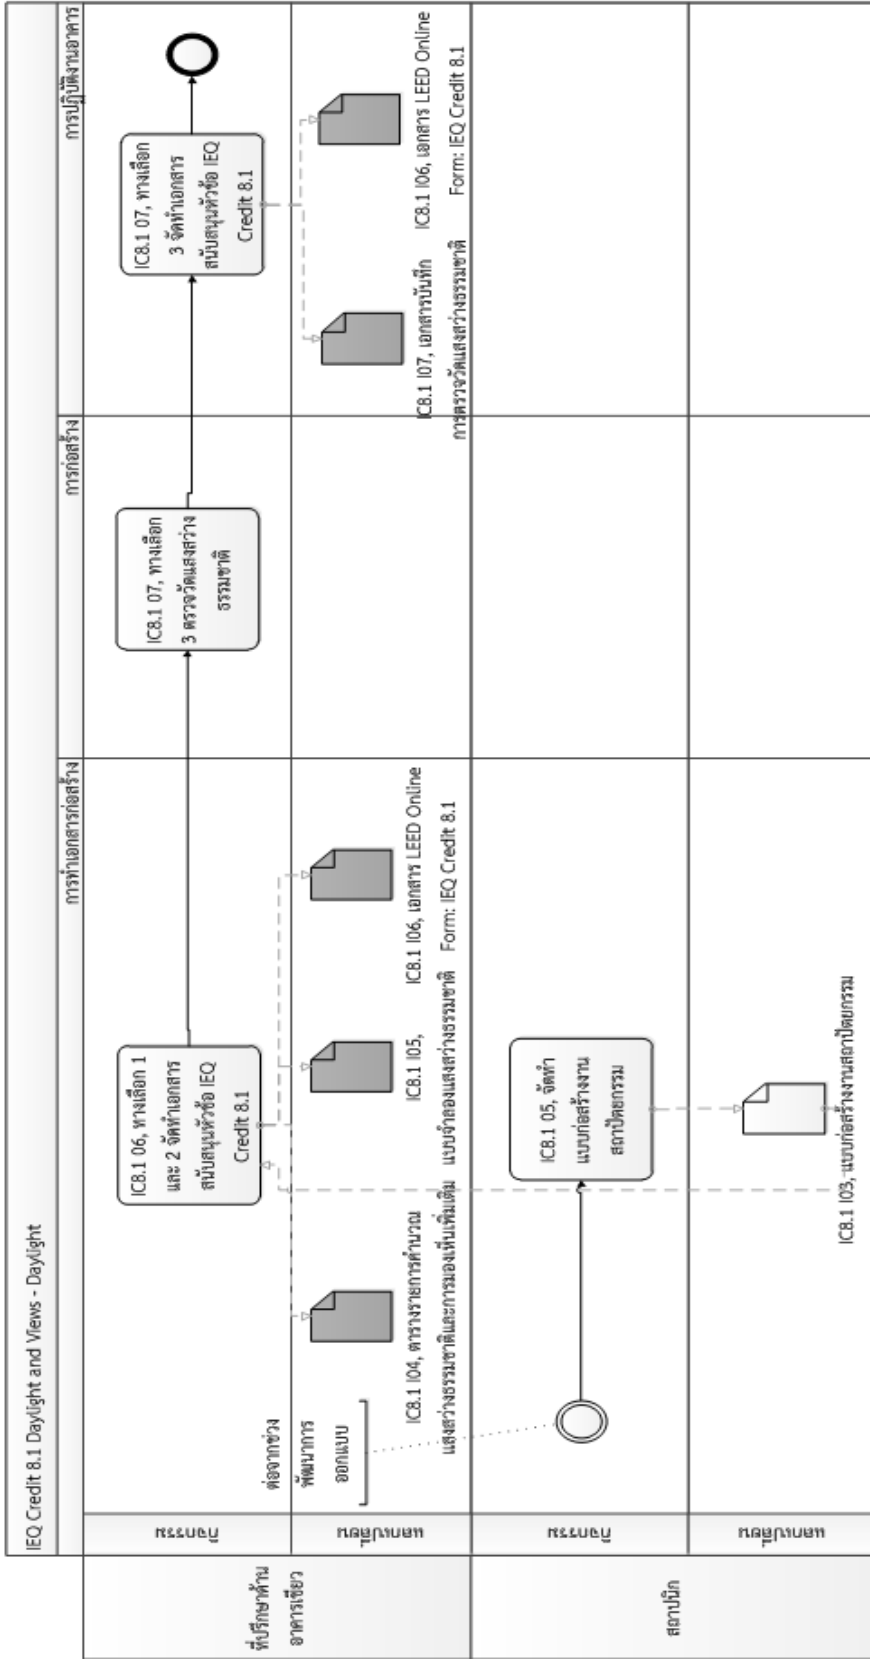 IEQ Credit 8.1 Daylight and Views - Daylight
การทำเอกสารก่อสร้าง
การก่อสร้าง
การปฏิบัติงานอาคาร
ที่ปรึกษาด้าน
อาคารเขียว
กิจกรรม
แลกเปลี่ยน
สถาปนิก
กิจกรรม
แลกเปลี่ยน
ต่อจากช่วง
พัฒนาการ
ออกแบบ
IC8.1 06, ทางเลือก 1
และ 2 จัดทำเอกสาร
สนับสนุนหัวข้อ IEQ
Credit 8.1
IC8.1 07, ทางเลือก
3 ตรวจวัดแสงสว่าง
ธรรมชาติ
IC8.1 07, ทางเลือก
3 จัดทำเอกสาร
สนับสนุนหัวข้อ IEQ
Credit 8.1
IC8.1 I04, ตารางรายการคำนวณ
แสงสว่างธรรมชาติและการมองเห็นเพิ่มเติม
IC8.1 I05,
แบบจำลองแสงสว่างธรรมชาติ
IC8.1 I06, เอกสาร LEED Online
Form: IEQ Credit 8.1
IC8.1 I07, เอกสารบันทึก
การตรวจวัดแสงสว่างธรรมชาติ
IC8.1 I06, เอกสาร LEED Online
Form: IEQ Credit 8.1
IC8.1 05, จัดทำ
แบบก่อสร้างงาน
สถาปัตยกรรม
IC8.1 I03, แบบก่อสร้างงานสถาปัตยกรรม